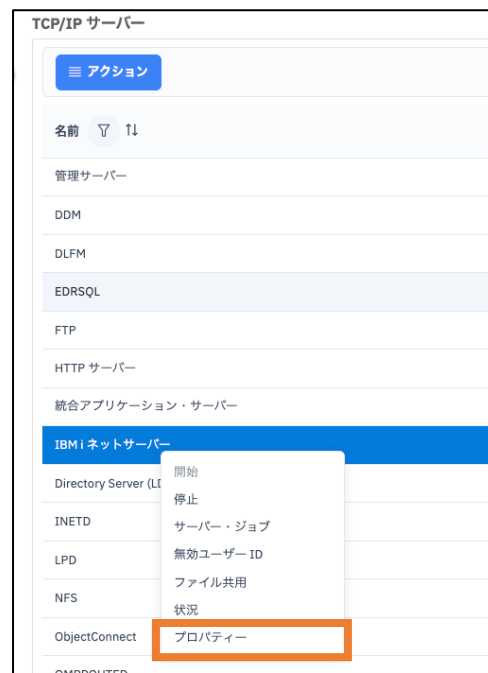 TCP/IP サーバー
アクション
名前
管理サーバー
DDM
DLFM
EDRSQL
FTP
HTTP サーバー
統合アプリケーション・サーバー
IBM i ネットサーバー
開始
Directory Server (LD
停止
INETD
サーバー・ジョブ
無効ユーザー ID
LPD
ファイル共用
NFS
状況
ObjectConnect
プロパティー
OMPROUTED